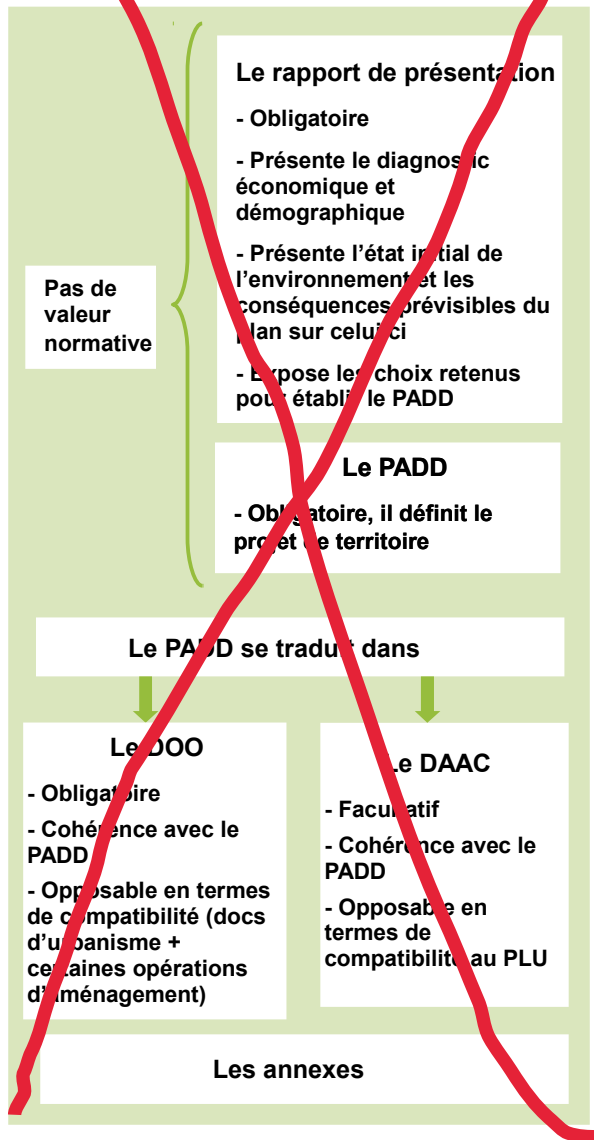 Le rapport de présentation
- Obligatoire
- Présente le diagnostic
économique et
démographique
- Présente l'état initial de
l'environnement et les
conséquences prévisibles du
plan sur celui ci
- Expose les choix retenus
pour établir le PADD
Pas de
valeur
normative
Le PADD
- Obligatoire, il définit le
projet de territoire
Le PADD se traduit dans
Le DOO
- Obligatoire
- Cohérence avec le
PADD
- Opposable en termes
de compatibilité (docs
d'urbanisme +
certaines opérations
d'aménagement)
Le DAAC
- Facultatif
- Cohérence avec le
PADD
- Opposable en
termes de
compatibilité au PLU
Les annexes